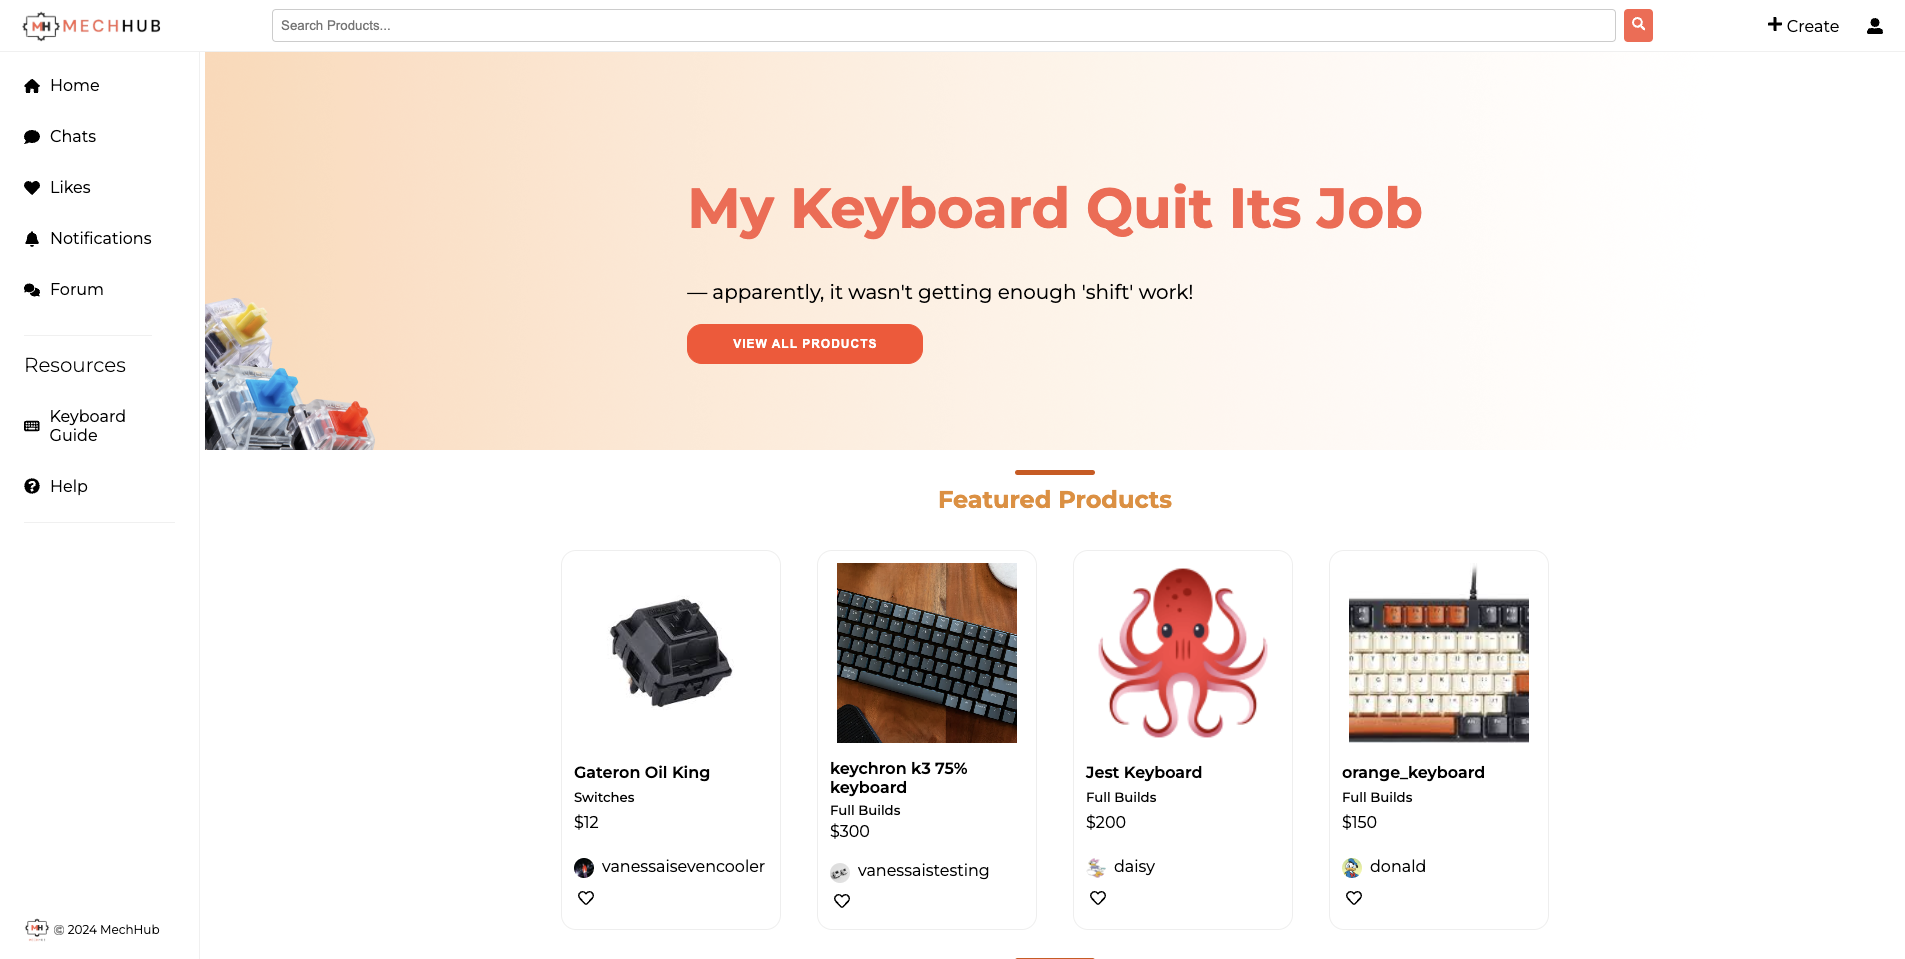 MH MECHHUB
Search Products...
Create
Home
Chats
Likes
Notifications
Forum
Resources
Keyboard
Guide
Help
© 2024 MechHub
My Keyboard Quit Its Job
— apparently, it wasn't getting enough 'shift' work!
VIEW ALL PRODUCTS
Featured Products
Gateron Oil King
Switches
$12
vanessaisevencooler
keychron k3 75%
keyboard
Full Builds
$300
vanessaistesting
Jest Keyboard
Full Builds
$200
daisy
orange_keyboard
Full Builds
$150
donald